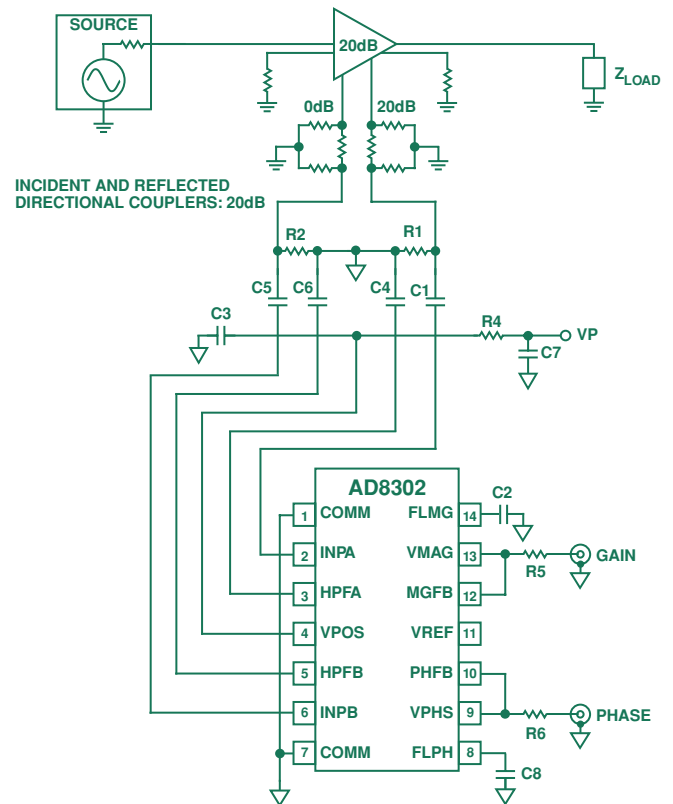 SOURCE
20dB
Z_LOAD
0dB 20dB
INCIDENT AND REFLECTED
DIRECTIONAL COUPLERS: 20dB
R2 R1
C5 C6 C4 C1
C3 R4 VP
C7
AD8302
1 COMM FLMG 14 C2
2 INPA VMAG 13 GAIN
R5
3 HPFA MGFB 12
4 VPOS VREF 11
5 HPFB PHFB 10
6 INPB VPHS 9 PHASE
R6
7 COMM FLPH 8
C8